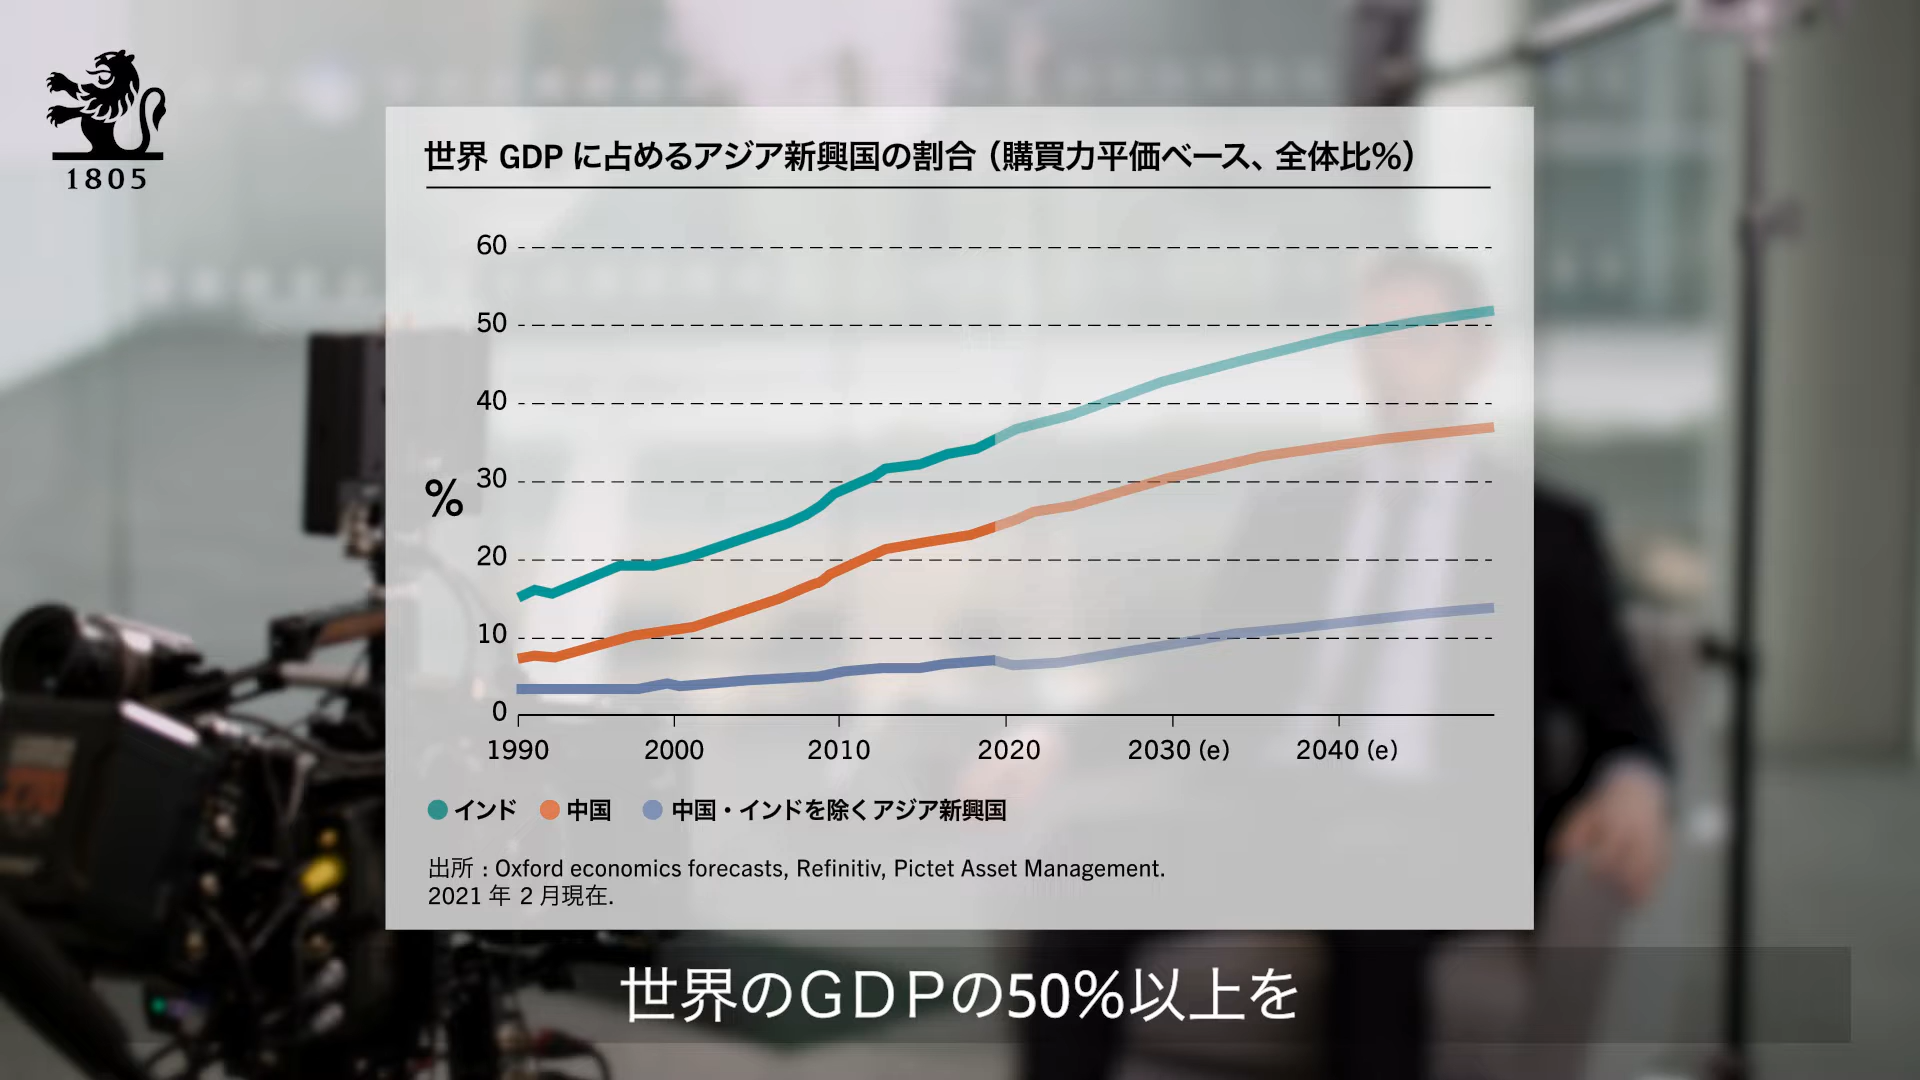 1805
世界 GDP に占めるアジア新興国の割合（購買力平価ベース、全体比%）
60
50
40
%
30
20
10
0
1990 2000 2010 2020 2030 (e) 2040 (e)
インド 中国 中国・インドを除くアジア新興国
出所 : Oxford economics forecasts, Refinitiv, Pictet Asset Management.
2021 年 2 月現在.
世界のＧＤＰの50%以上を